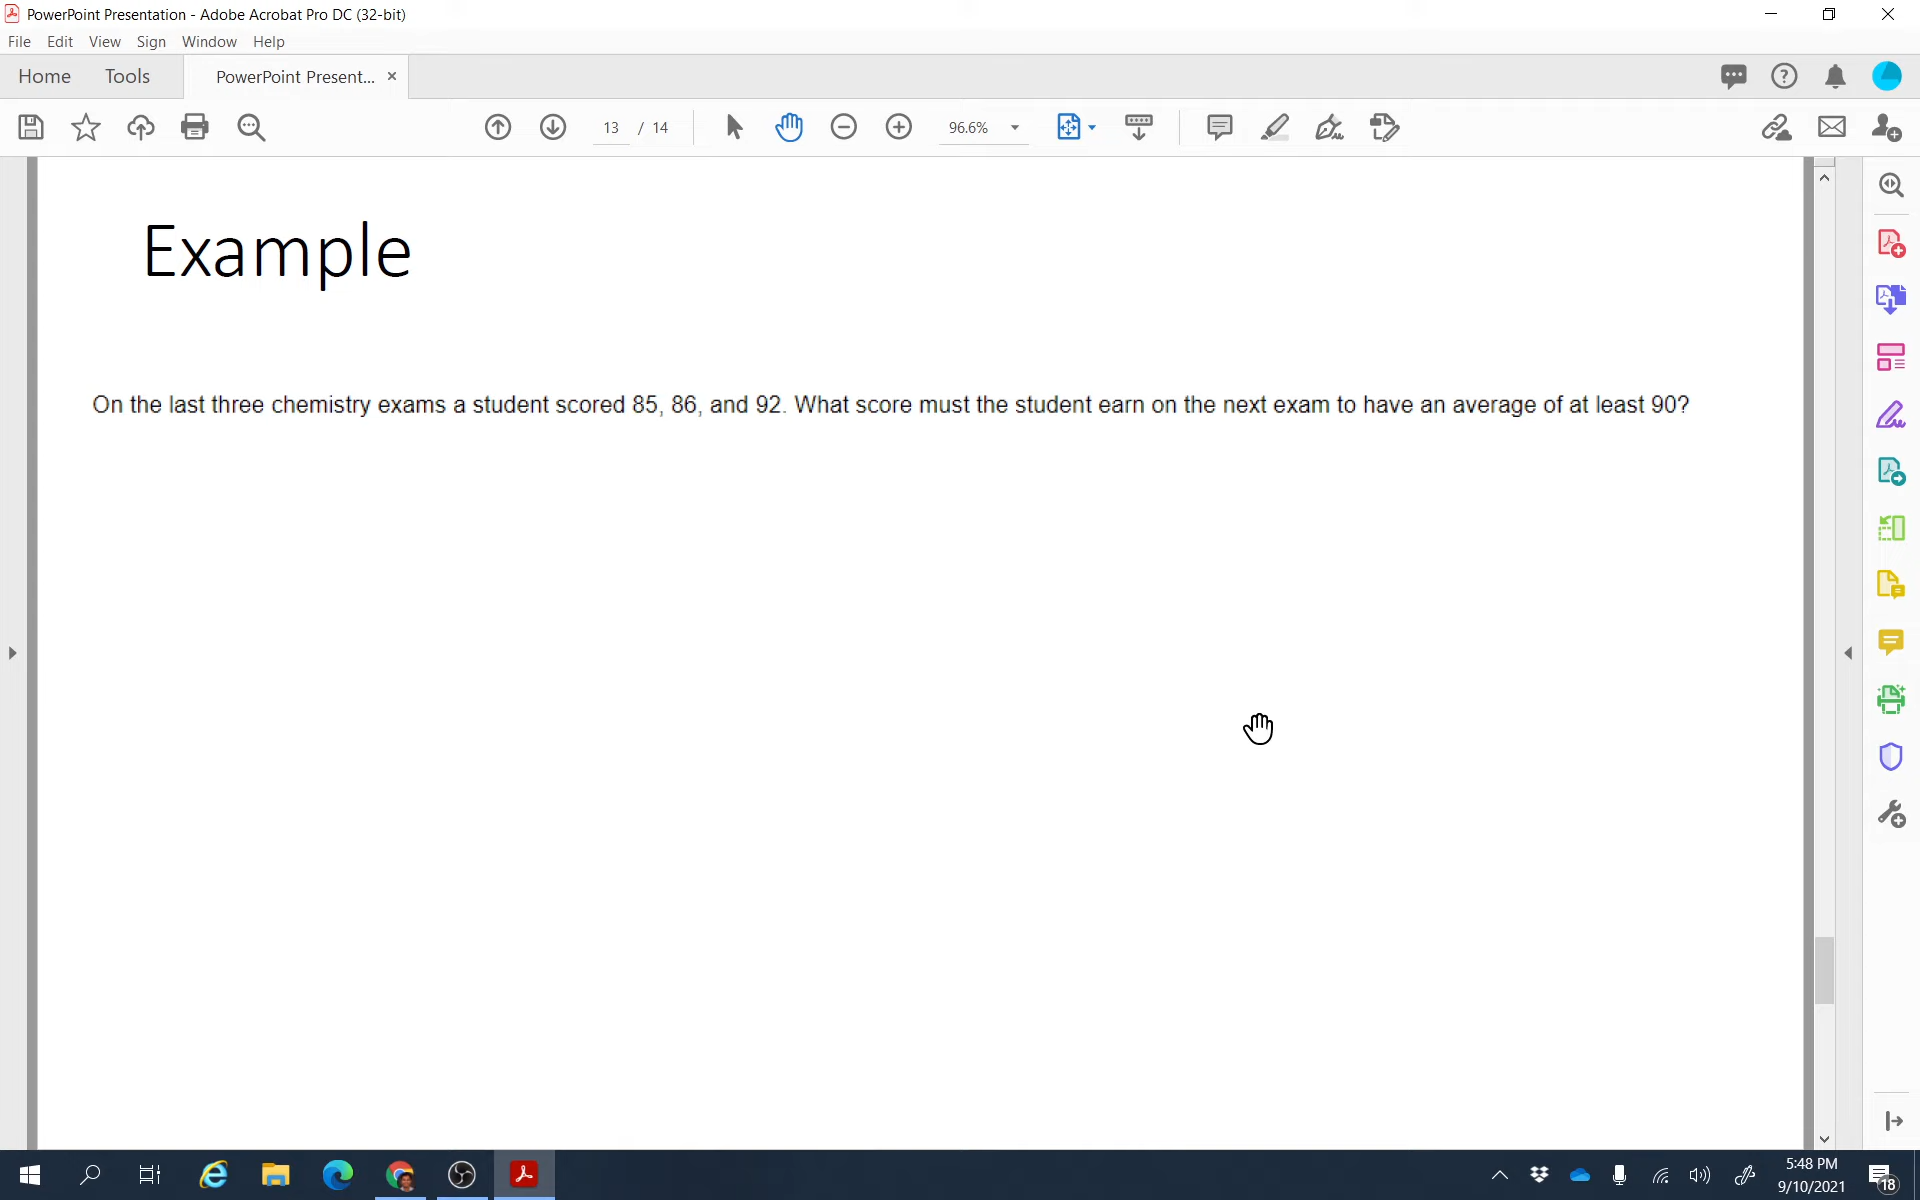 PowerPoint Presentation - Adobe Acrobat Pro DC (32-bit)
File Edit View Sign Window Help
Home Tools PowerPoint Present...
13 / 14 96.6%
Example
On the last three chemistry exams a student scored 85, 86, and 92. What score must the student earn on the next exam to have an average of at least 90?
5:48 PM
9/10/2021
18